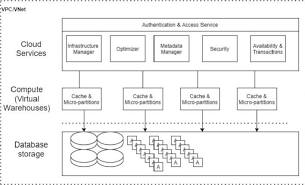 VPC/VNet
Authentication & Access Service
Cloud
Services
Infrastructure
Manager
Optimizer
Metadata
Manager
Security
Availability &
Transactions
Compute
(Virtual
Warehouses)
Cache &
Micro-partitions
Cache &
Micro-partitions
Cache &
Micro-partitions
Cache &
Micro-partitions
Database
storage
A